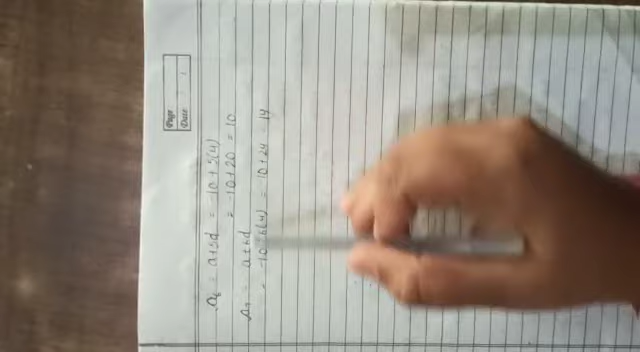 Page
Date
a₆ = a+5d = -10+5(4)
= -10+20 = 10
a₇ = a+6d
= -10+6(4) = 10+24 = 14